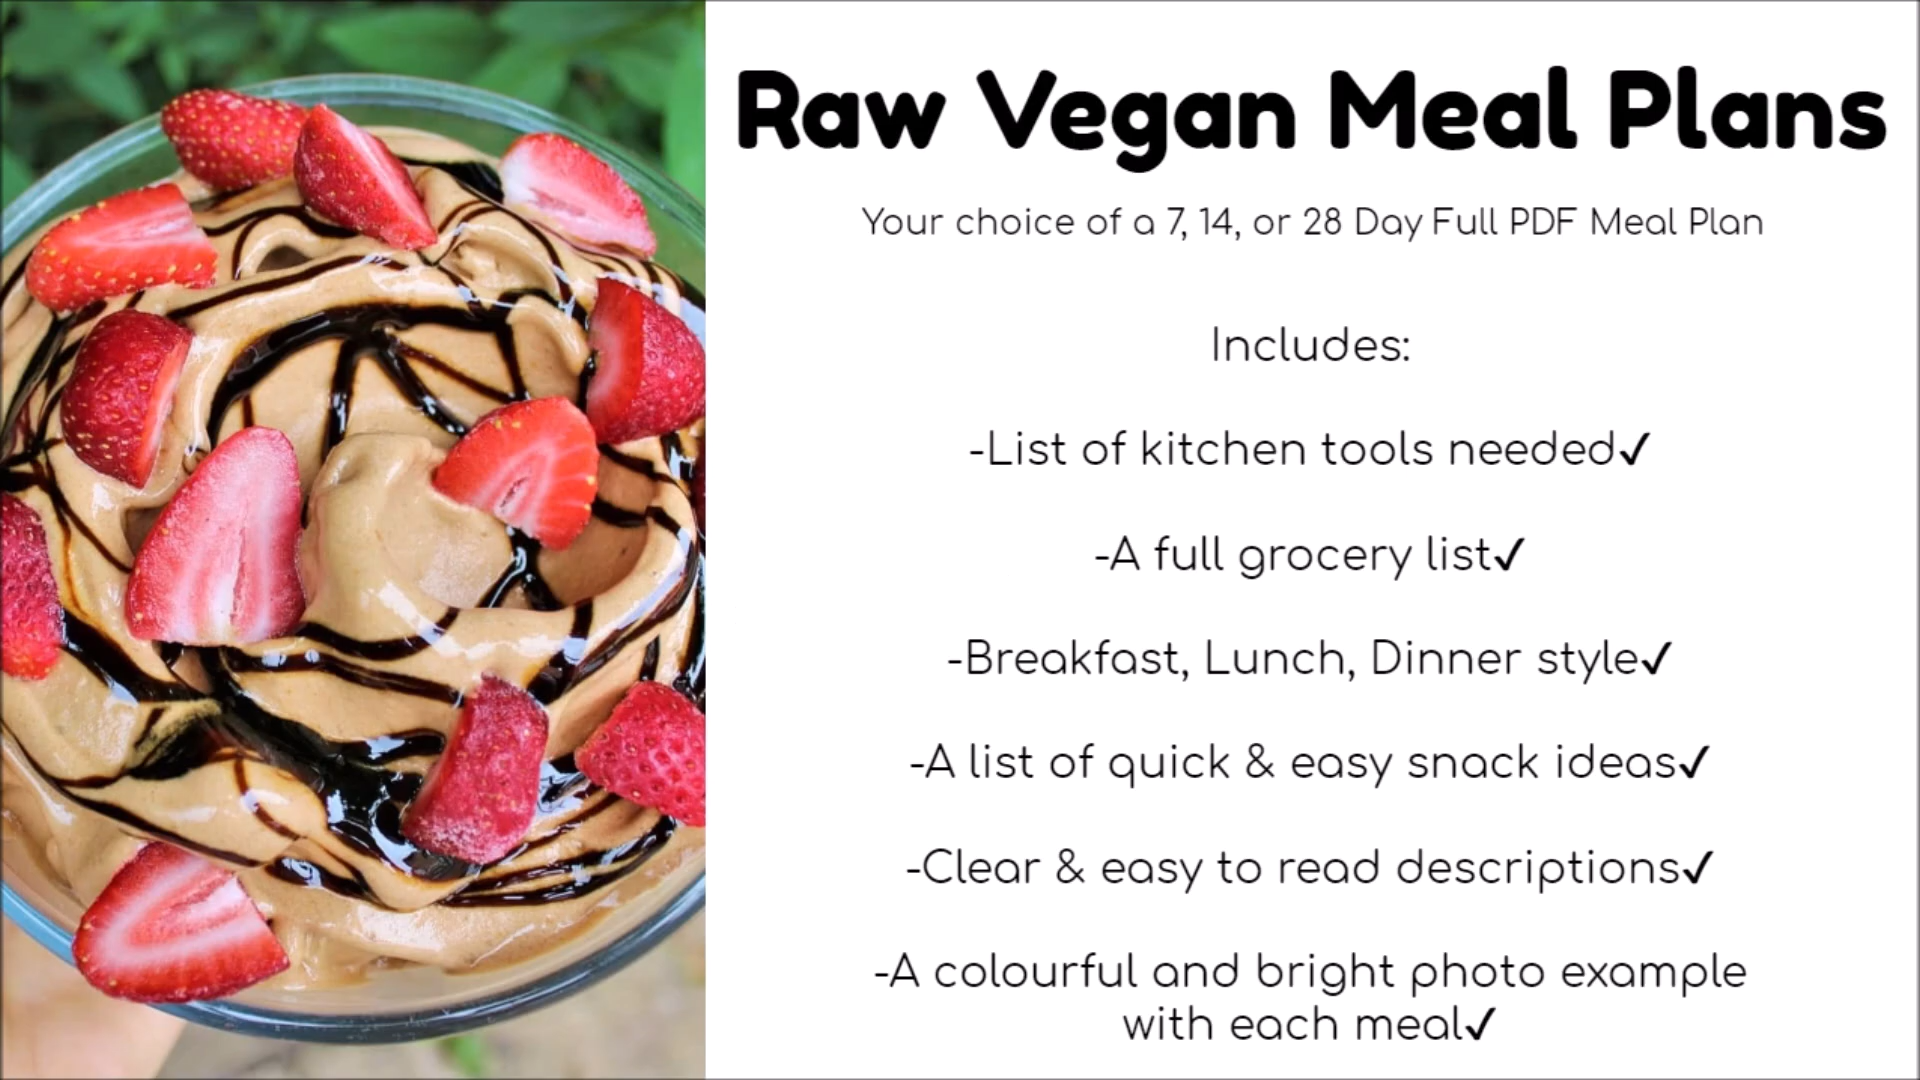 Raw Vegan Meal Plans
Your choice of a 7, 14, or 28 Day Full PDF Meal Plan
Includes:
-List of kitchen tools needed✓
-A full grocery list✓
-Breakfast, Lunch, Dinner style✓
-A list of quick & easy snack ideas✓
-Clear & easy to read descriptions✓
-A colourful and bright photo example
with each meal✓